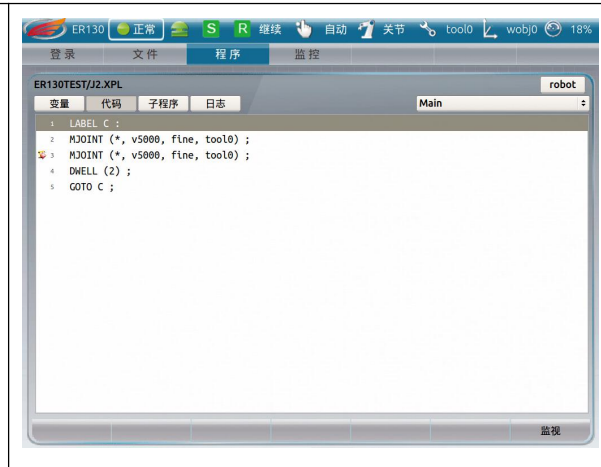 ER130 正常 S R 继续 自动 关节 tool0 wobj0 18%
登录 文件 程序 监控
ER130TEST/J2.XPL robot
变量 代码 子程序 日志 Main
1 LABEL C :
2 MJOINT (*, v5000, fine, tool0) ;
3 MJOINT (*, v5000, fine, tool0) ;
4 DWELL (2) ;
5 GOTO C ;
监视